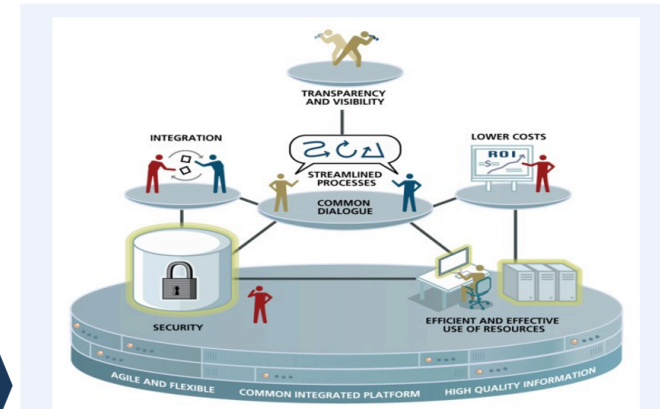 TRANSPARENCY
AND VISIBILITY
INTEGRATION
LOWER COSTS
ROI
$
STREAMLINED
PROCESSES
COMMON
DIALOGUE
SECURITY
EFFICIENT AND EFFECTIVE
USE OF RESOURCES
AGILE AND FLEXIBLE
COMMON INTEGRATED PLATFORM
HIGH QUALITY INFORMATION